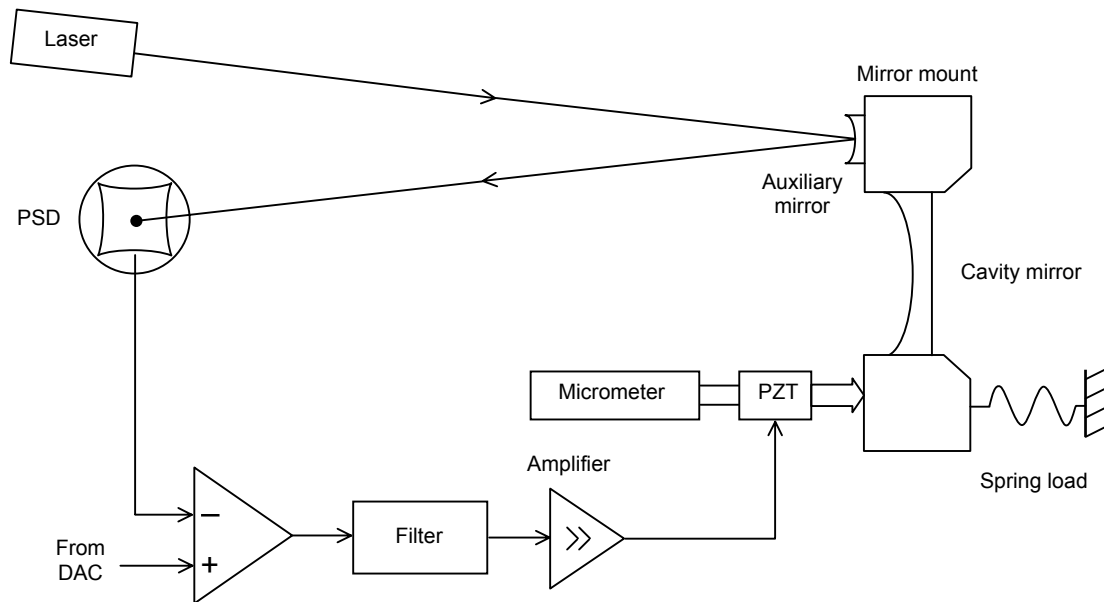 Laser
Mirror mount
Auxiliary
mirror
PSD
Cavity mirror
Micrometer
PZT
Amplifier
Spring load
−
+
Filter
From
DAC